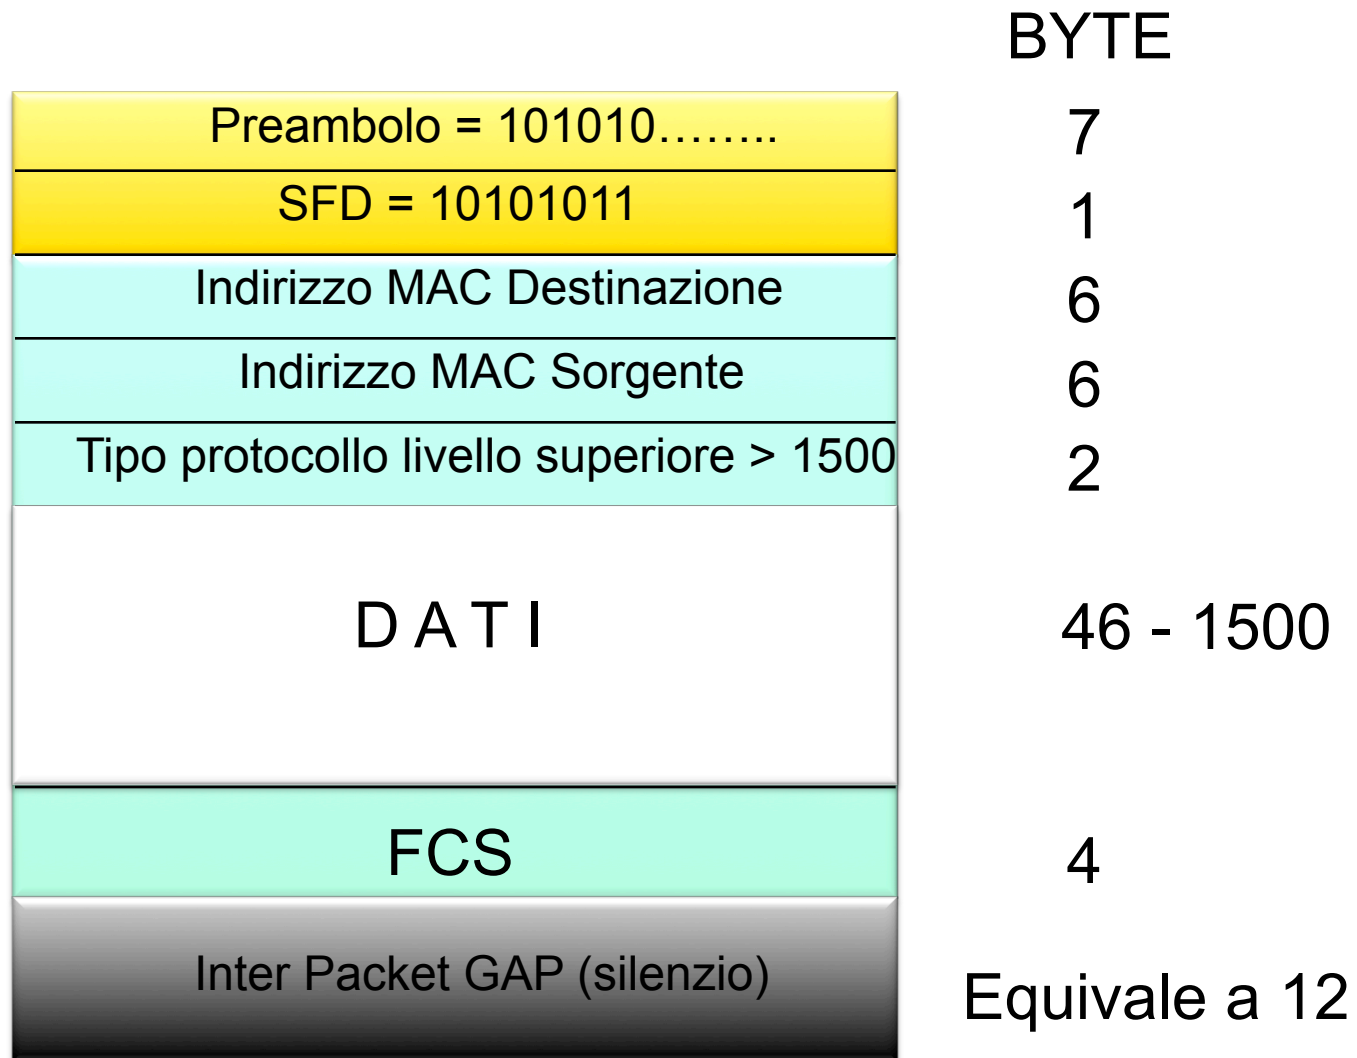 BYTE
Preambolo = 101010……..
7
SFD = 10101011
1
Indirizzo MAC Destinazione
6
Indirizzo MAC Sorgente
6
Tipo protocollo livello superiore > 1500
2
D A T I
46 - 1500
FCS
4
Inter Packet GAP (silenzio)
Equivale a 12